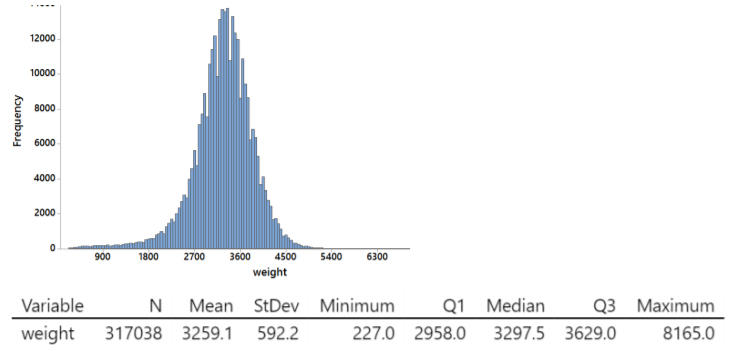 12000
10000
8000
6000
4000
2000
0
Frequency
900 1800 2700 3600 4500 5400 6300
weight
Variable N Mean StDev Minimum Q1 Median Q3 Maximum
weight 317038 3259.1 592.2 227.0 2958.0 3297.5 3629.0 8165.0